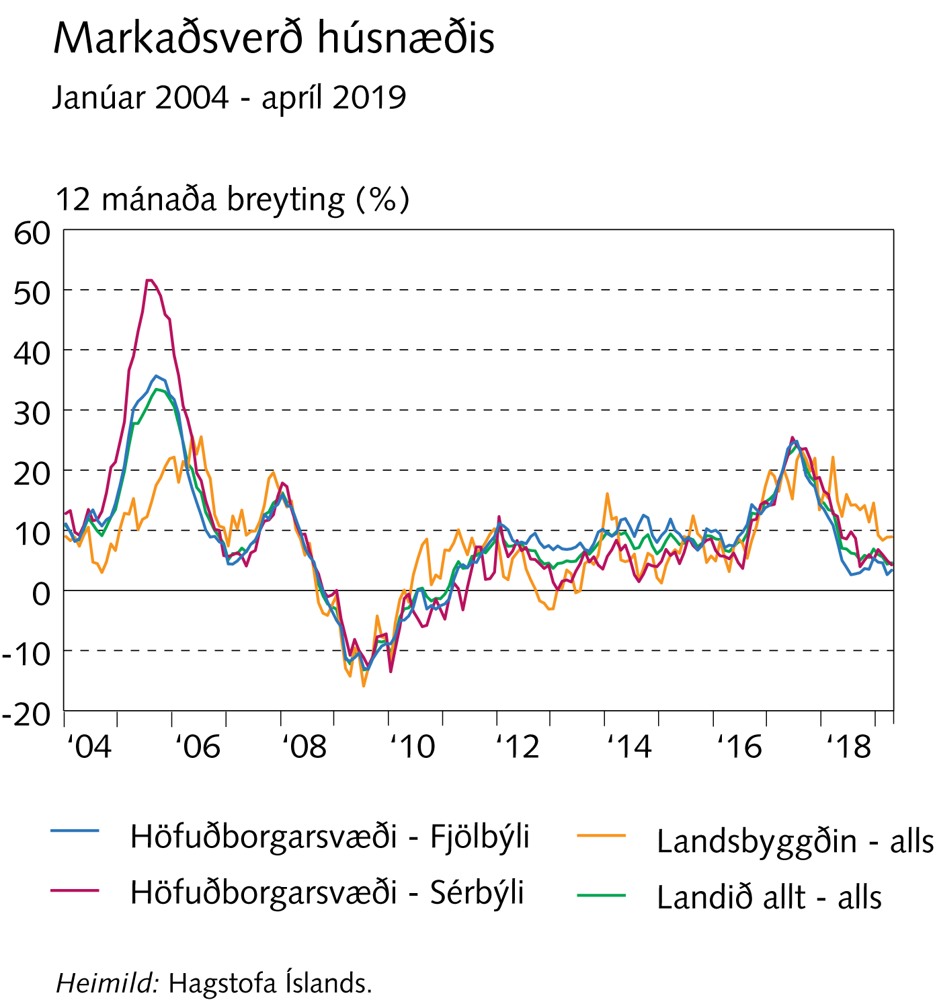 Markaðsverð húsnæðis
Janúar 2004 - apríl 2019
12 mánaða breyting (%)
60
50
40
30
20
10
0
-10
-20
‘04 ‘06 ‘08 ‘10 ‘12 ‘14 ‘16 ‘18
Höfuðborgarsvæði - Fjölbýli
Höfuðborgarsvæði - Sérbýli
Landsbyggðin - alls
Landið allt - alls
Heimild: Hagstofa Íslands.